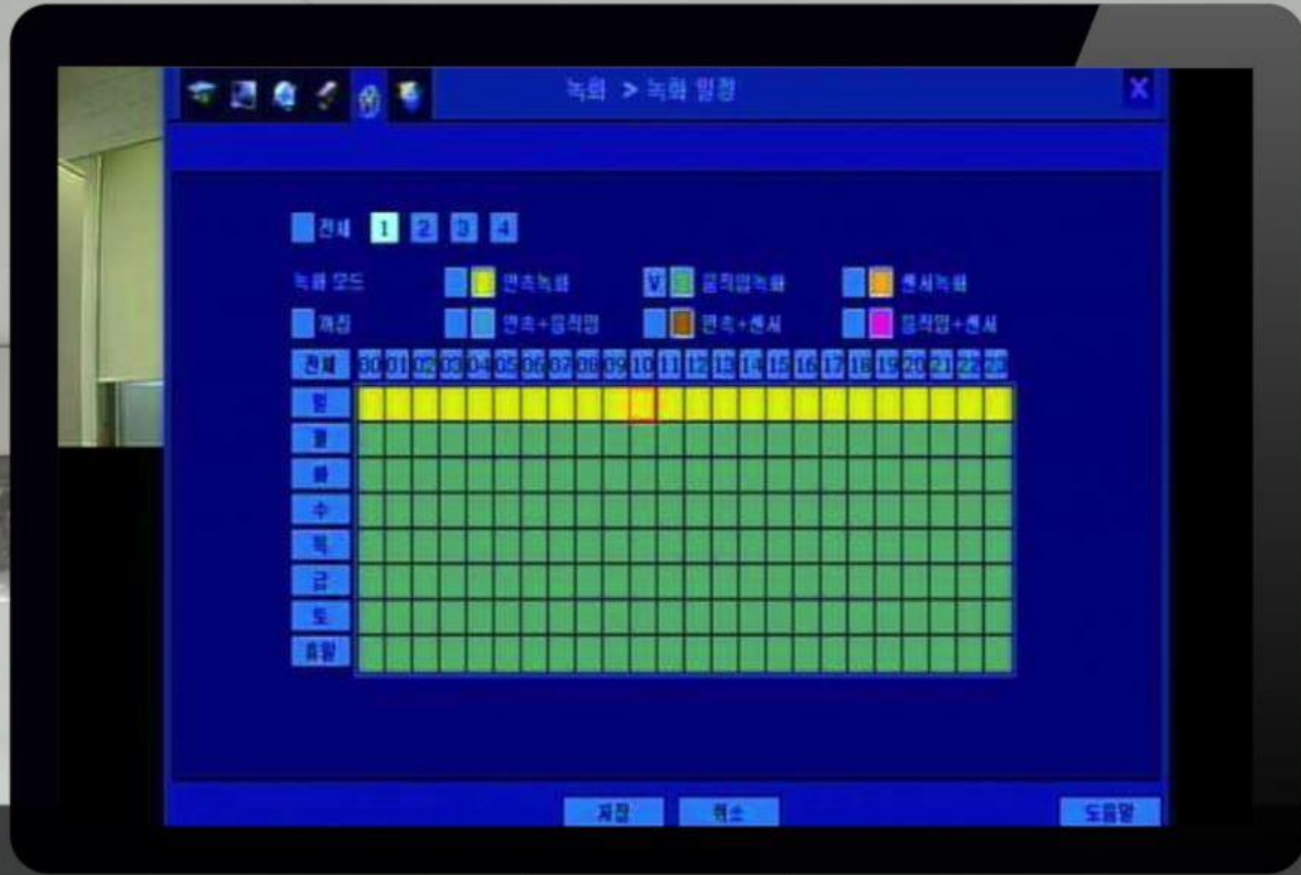 녹화 > 녹화 일정
X
전체 1 2 3 4
녹화 모드 연속녹화 V 움직임녹화 센서녹화
꺼짐 연속+움직임 연속+센서 움직임+센서
전체 00 01 02 03 04 05 06 07 08 09 10 11 12 13 14 15 16 17 18 19 20 21 22 23
일
월
화
수
목
금
토
휴일
저장 취소 도움말